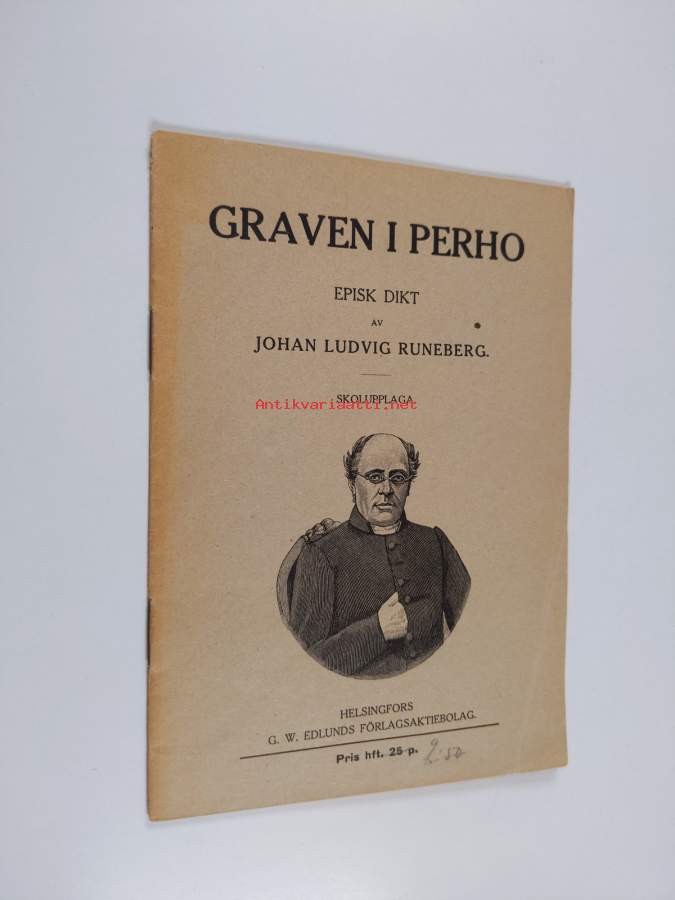 GRAVEN I PERHO
EPISK DIKT
AV
JOHAN LUDVIG RUNEBERG.
SKOLUPPLAGA
Antikvariaatti.net
HELSINGFORS
G. W. EDLUNDS FÖRLAGSAKTIEBOLAG.
Pris hft. 25 p. 2:50